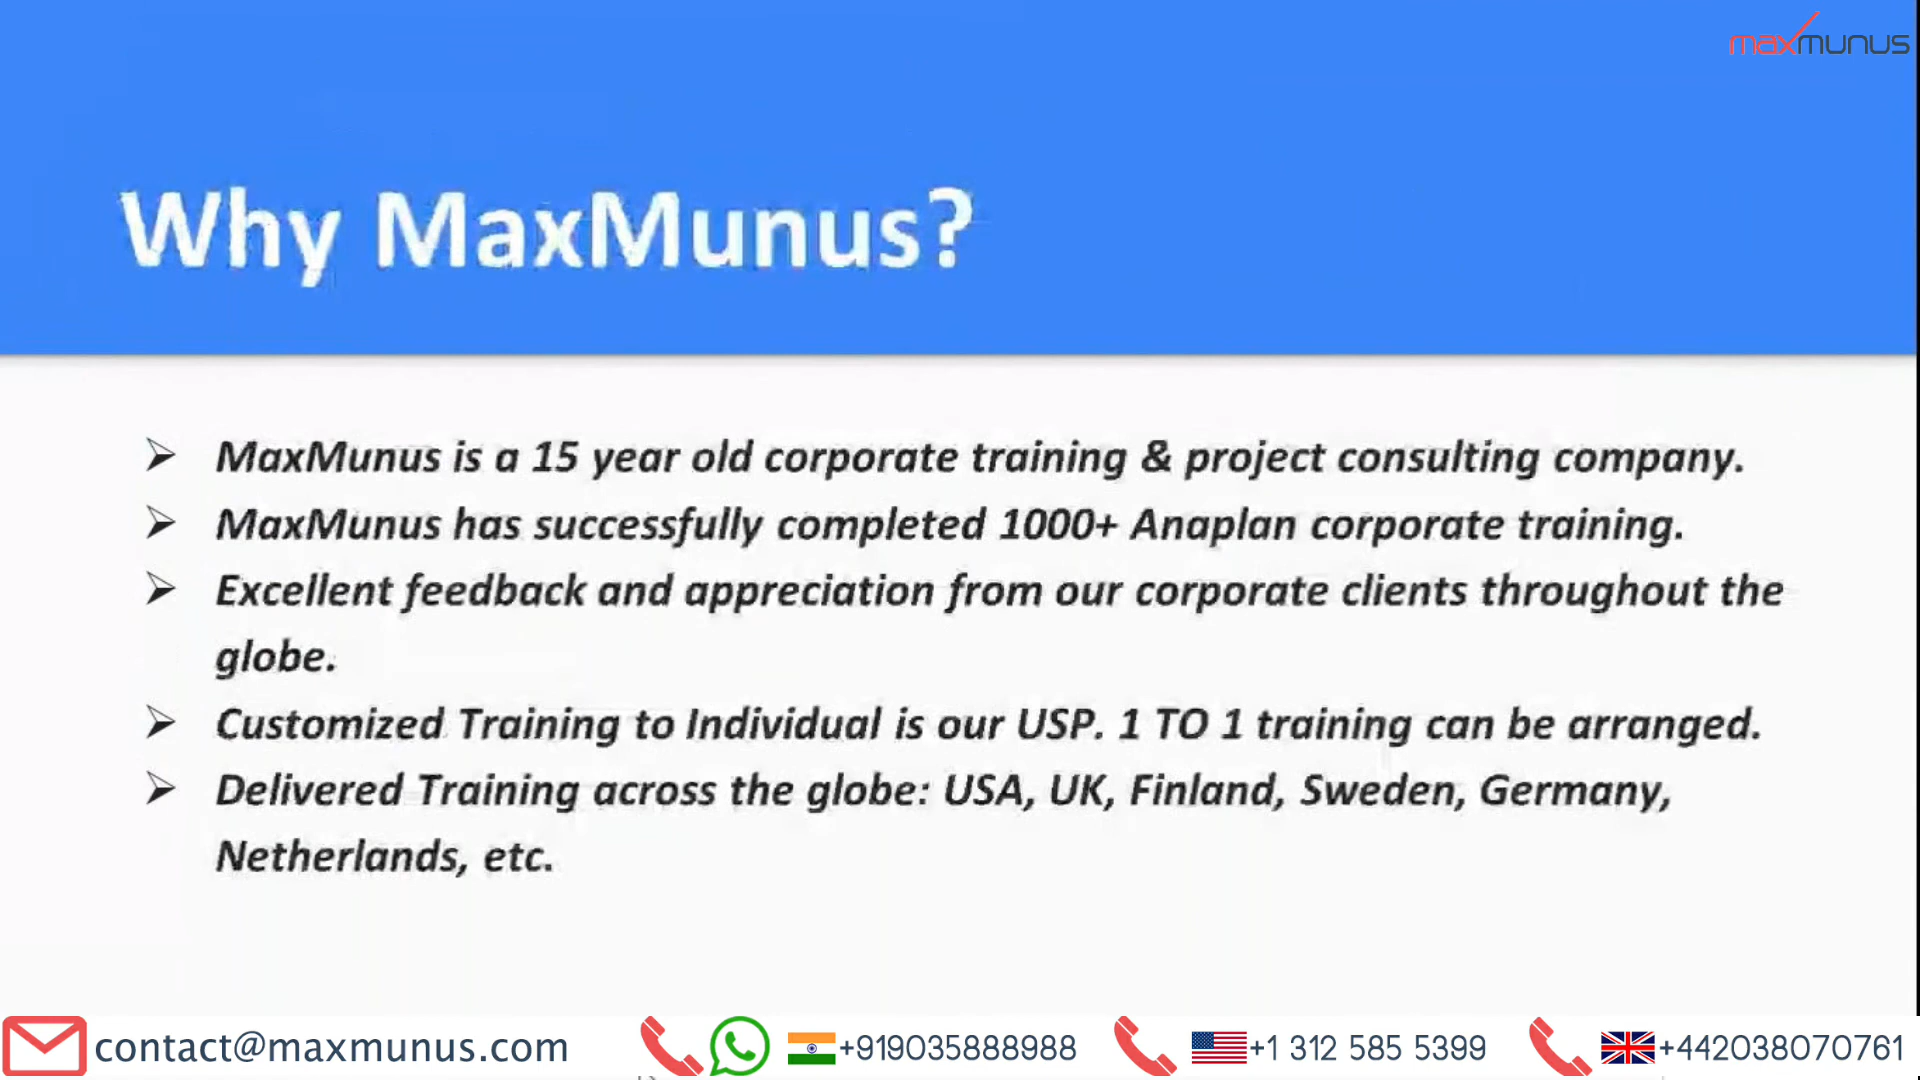 maxmunus
Why MaxMunus?
MaxMunus is a 15 year old corporate training & project consulting company.
MaxMunus has successfully completed 1000+ Anaplan corporate training.
Excellent feedback and appreciation from our corporate clients throughout the
globe.
Customized Training to Individual is our USP. 1 TO 1 training can be arranged.
Delivered Training across the globe: USA, UK, Finland, Sweden, Germany,
Netherlands, etc.
contact@maxmunus.com +919035888988 +1 312 585 5399 +442038070761